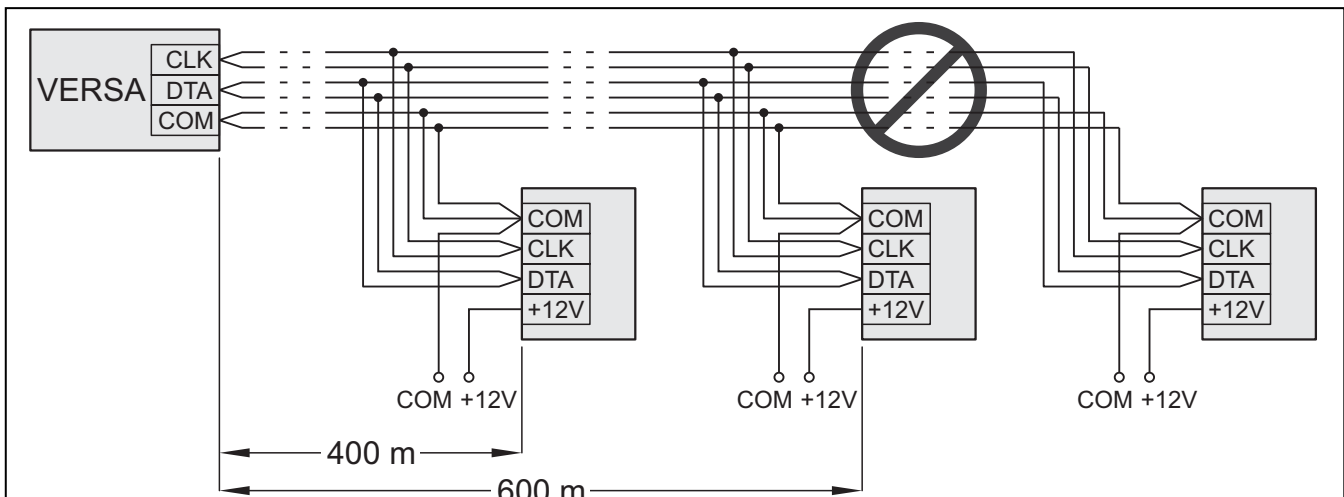 VERSA
CLK
DTA
COM
COM
CLK
DTA
+12V
COM +12V
COM
CLK
DTA
+12V
COM +12V
COM
CLK
DTA
+12V
COM +12V
400 m
600 m